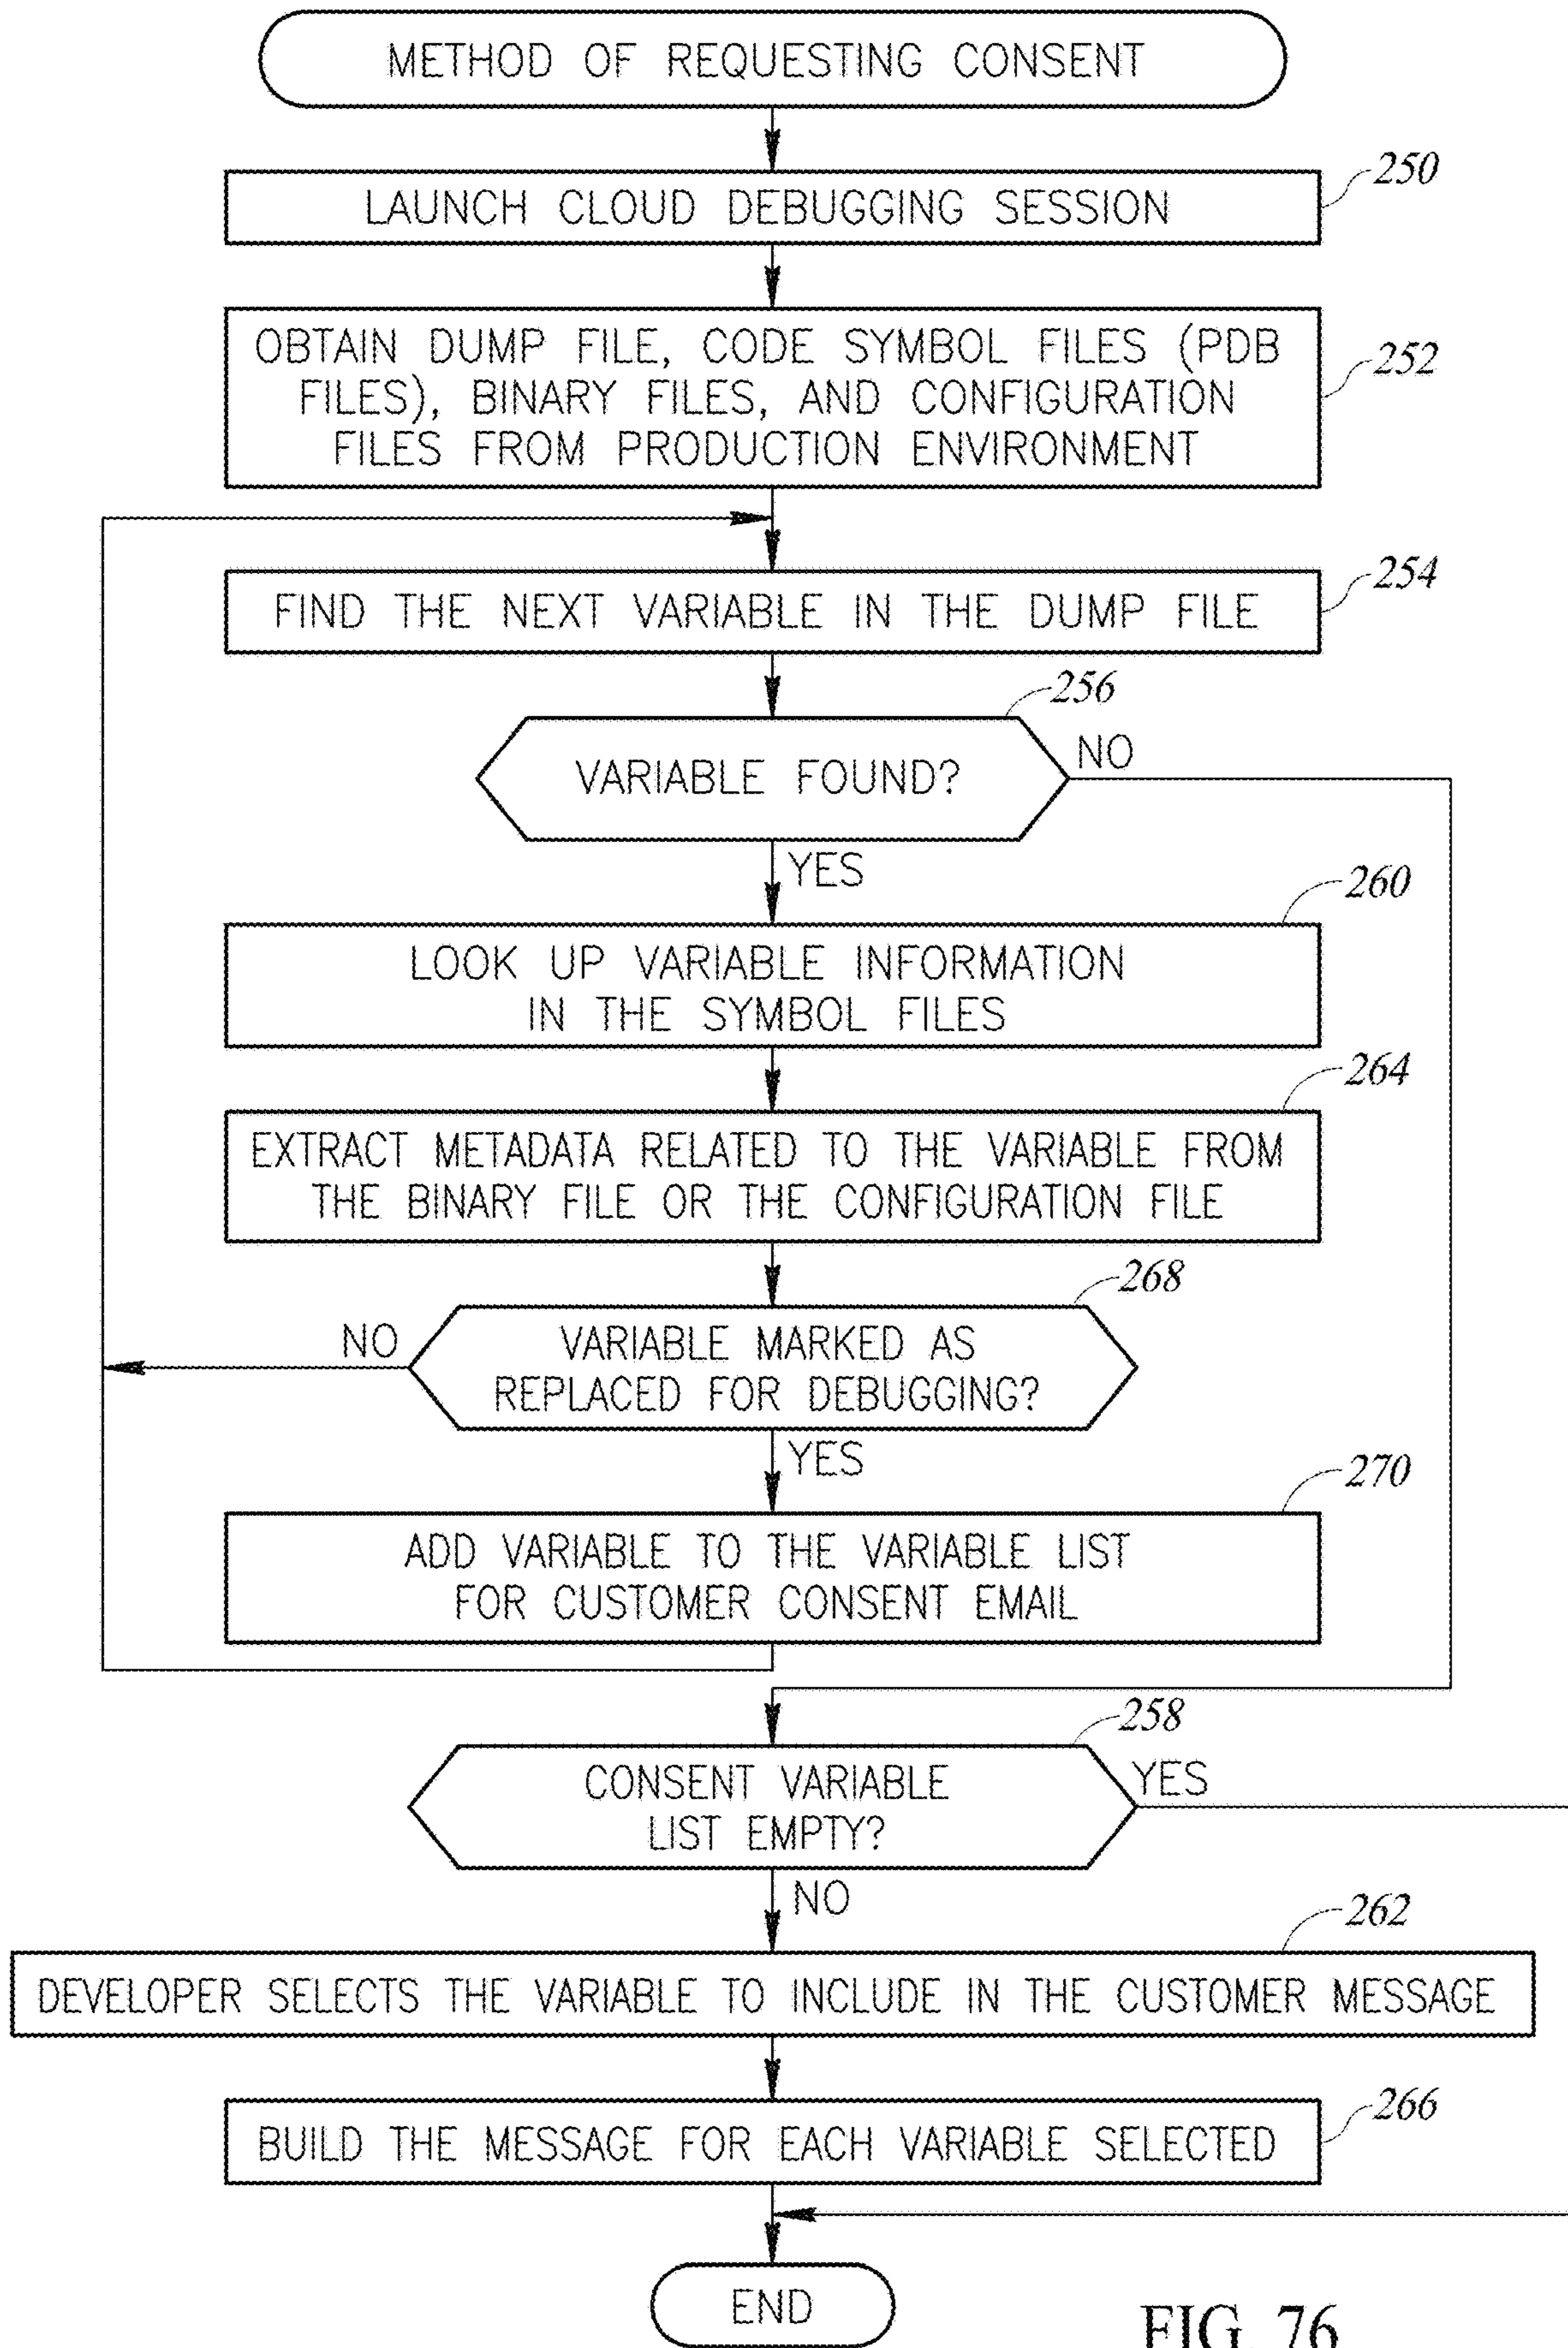 METHOD OF REQUESTING CONSENT
250
LAUNCH CLOUD DEBUGGING SESSION
252
OBTAIN DUMP FILE, CODE SYMBOL FILES (PDB
FILES), BINARY FILES, AND CONFIGURATION
FILES FROM PRODUCTION ENVIRONMENT
254
FIND THE NEXT VARIABLE IN THE DUMP FILE
256
VARIABLE FOUND?
NO
YES
260
LOOK UP VARIABLE INFORMATION
IN THE SYMBOL FILES
264
EXTRACT METADATA RELATED TO THE VARIABLE FROM
THE BINARY FILE OR THE CONFIGURATION FILE
268
NO
VARIABLE MARKED AS
REPLACED FOR DEBUGGING?
YES
270
ADD VARIABLE TO THE VARIABLE LIST
FOR CUSTOMER CONSENT EMAIL
258
CONSENT VARIABLE
LIST EMPTY?
YES
NO
262
DEVELOPER SELECTS THE VARIABLE TO INCLUDE IN THE CUSTOMER MESSAGE
266
BUILD THE MESSAGE FOR EACH VARIABLE SELECTED
END
FIG. 76